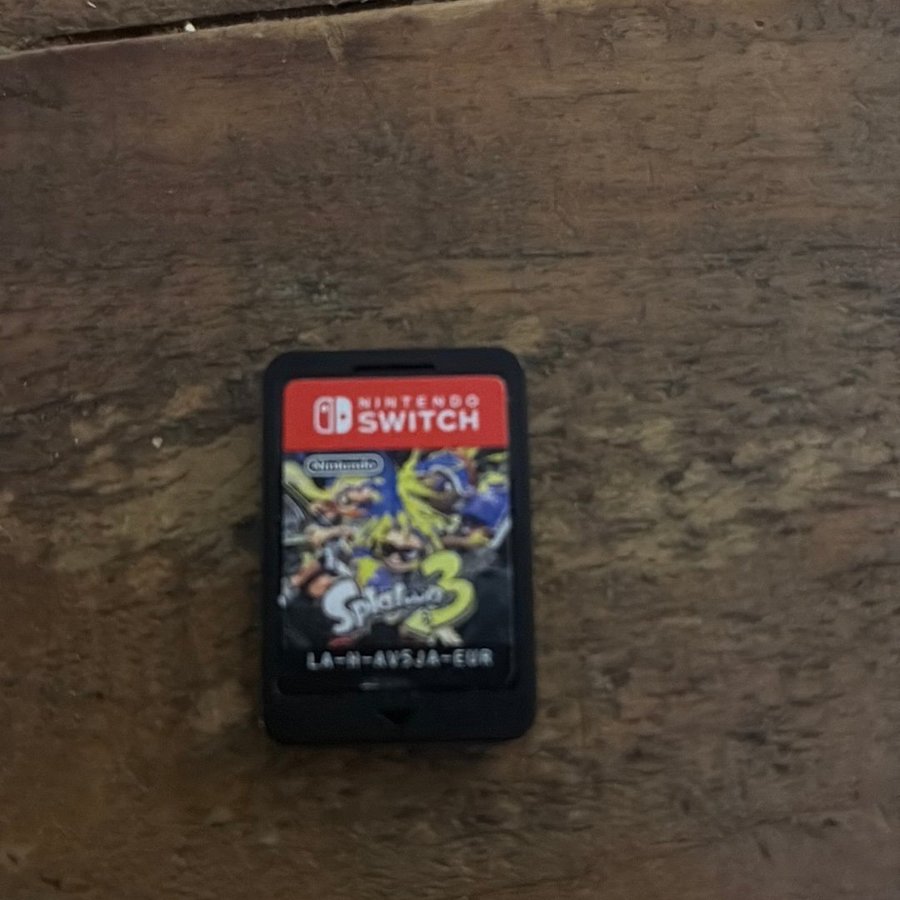 NINTENDO
SWITCH
Nintendo
Splatoon 3
LA-H-AV5JA-EUR